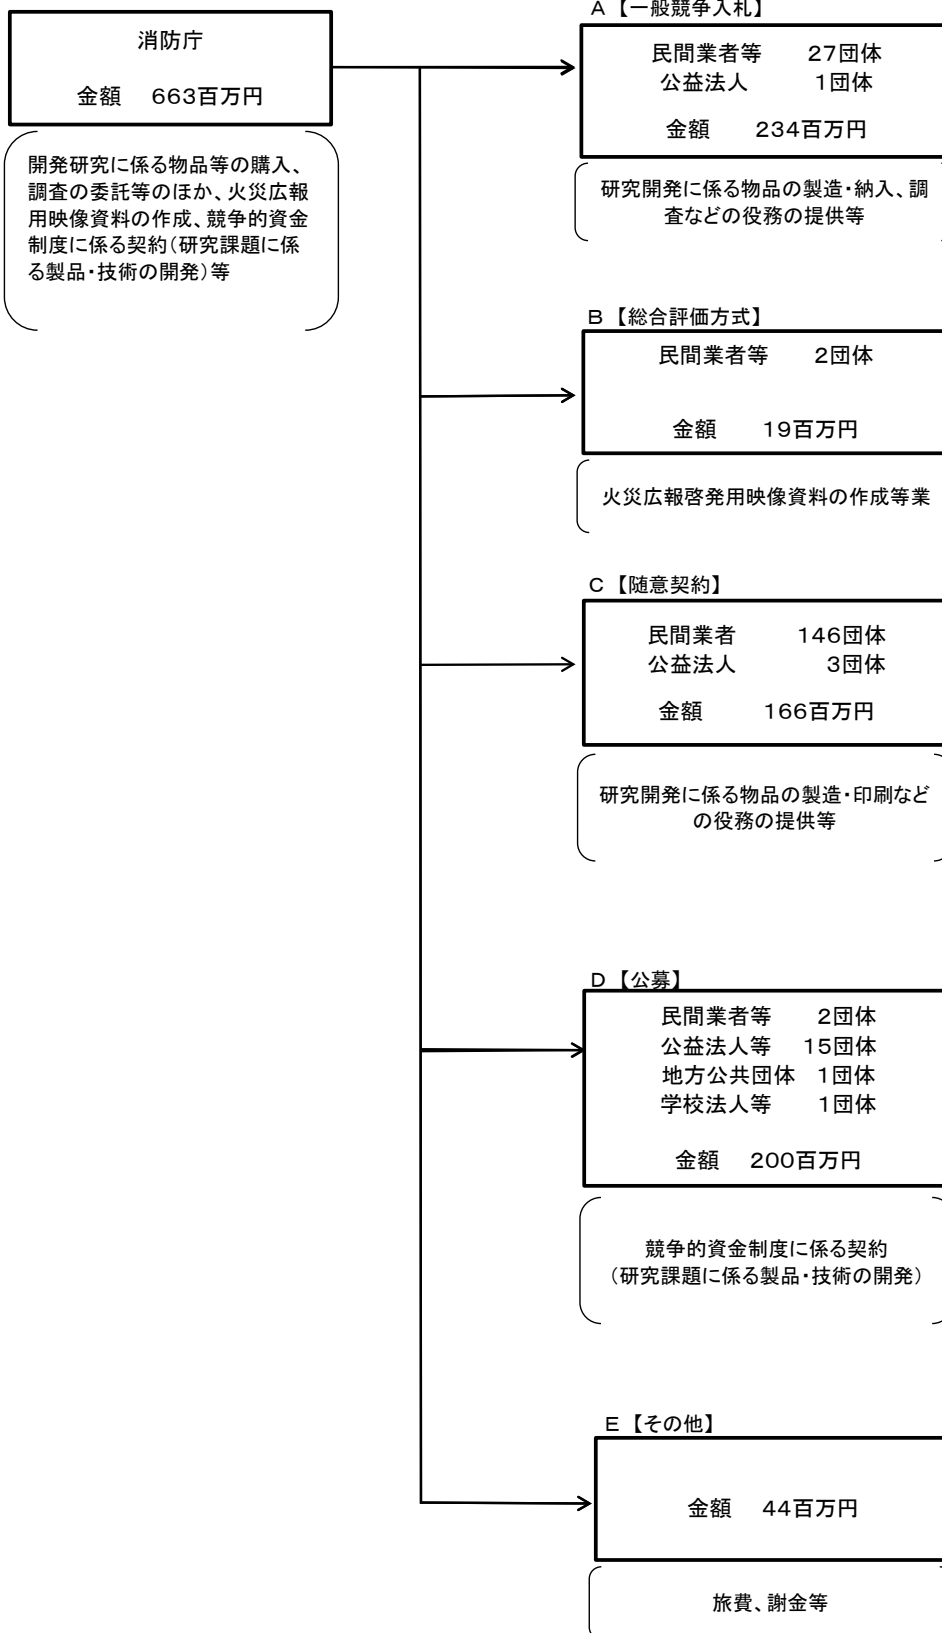 消防庁
金額　663百万円
開発研究に係る物品等の購入、
調査の委託等のほか、火災広報
用映像資料の作成、競争的資金
制度に係る契約（研究課題に係
る製品・技術の開発）等
A 【一般競争入札】
民間業者等　27団体
公益法人　1団体
金額　234百万円
研究開発に係る物品の製造・納入、調
査などの役務の提供等
B 【総合評価方式】
民間業者等　2団体
金額　19百万円
火災広報啓発用映像資料の作成等業
C 【随意契約】
民間業者　146団体
公益法人　3団体
金額　166百万円
研究開発に係る物品の製造・印刷など
の役務の提供等
D 【公募】
民間業者等　2団体
公益法人等　15団体
地方公共団体　1団体
学校法人等　1団体
金額　200百万円
競争的資金制度に係る契約
（研究課題に係る製品・技術の開発）
E 【その他】
金額　44百万円
旅費、謝金等